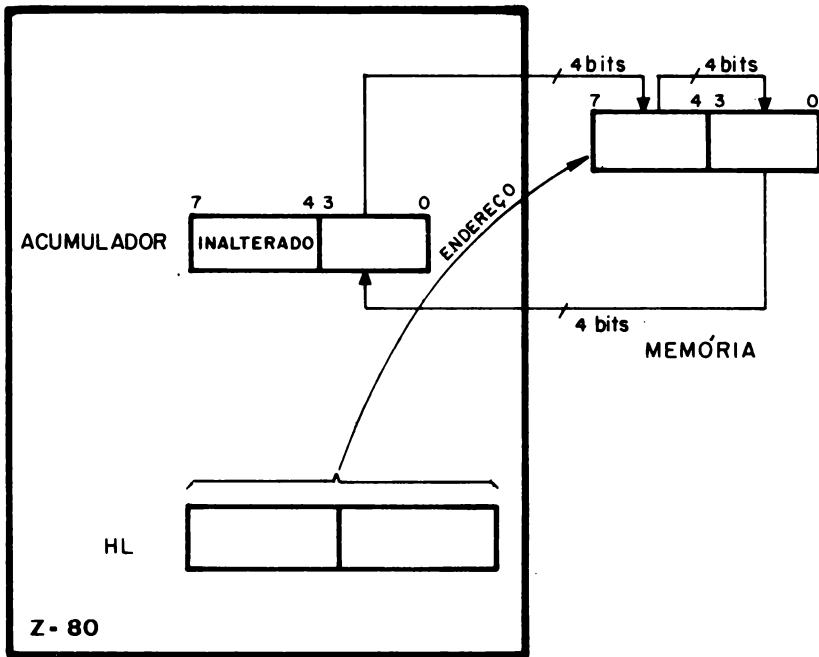 4 bits 4 bits
7 4 3 0
7 4 3 0
ACUMULADOR INALTERADO
ENDEREÇO
4 bits
MEMÓRIA
HL
Z-80